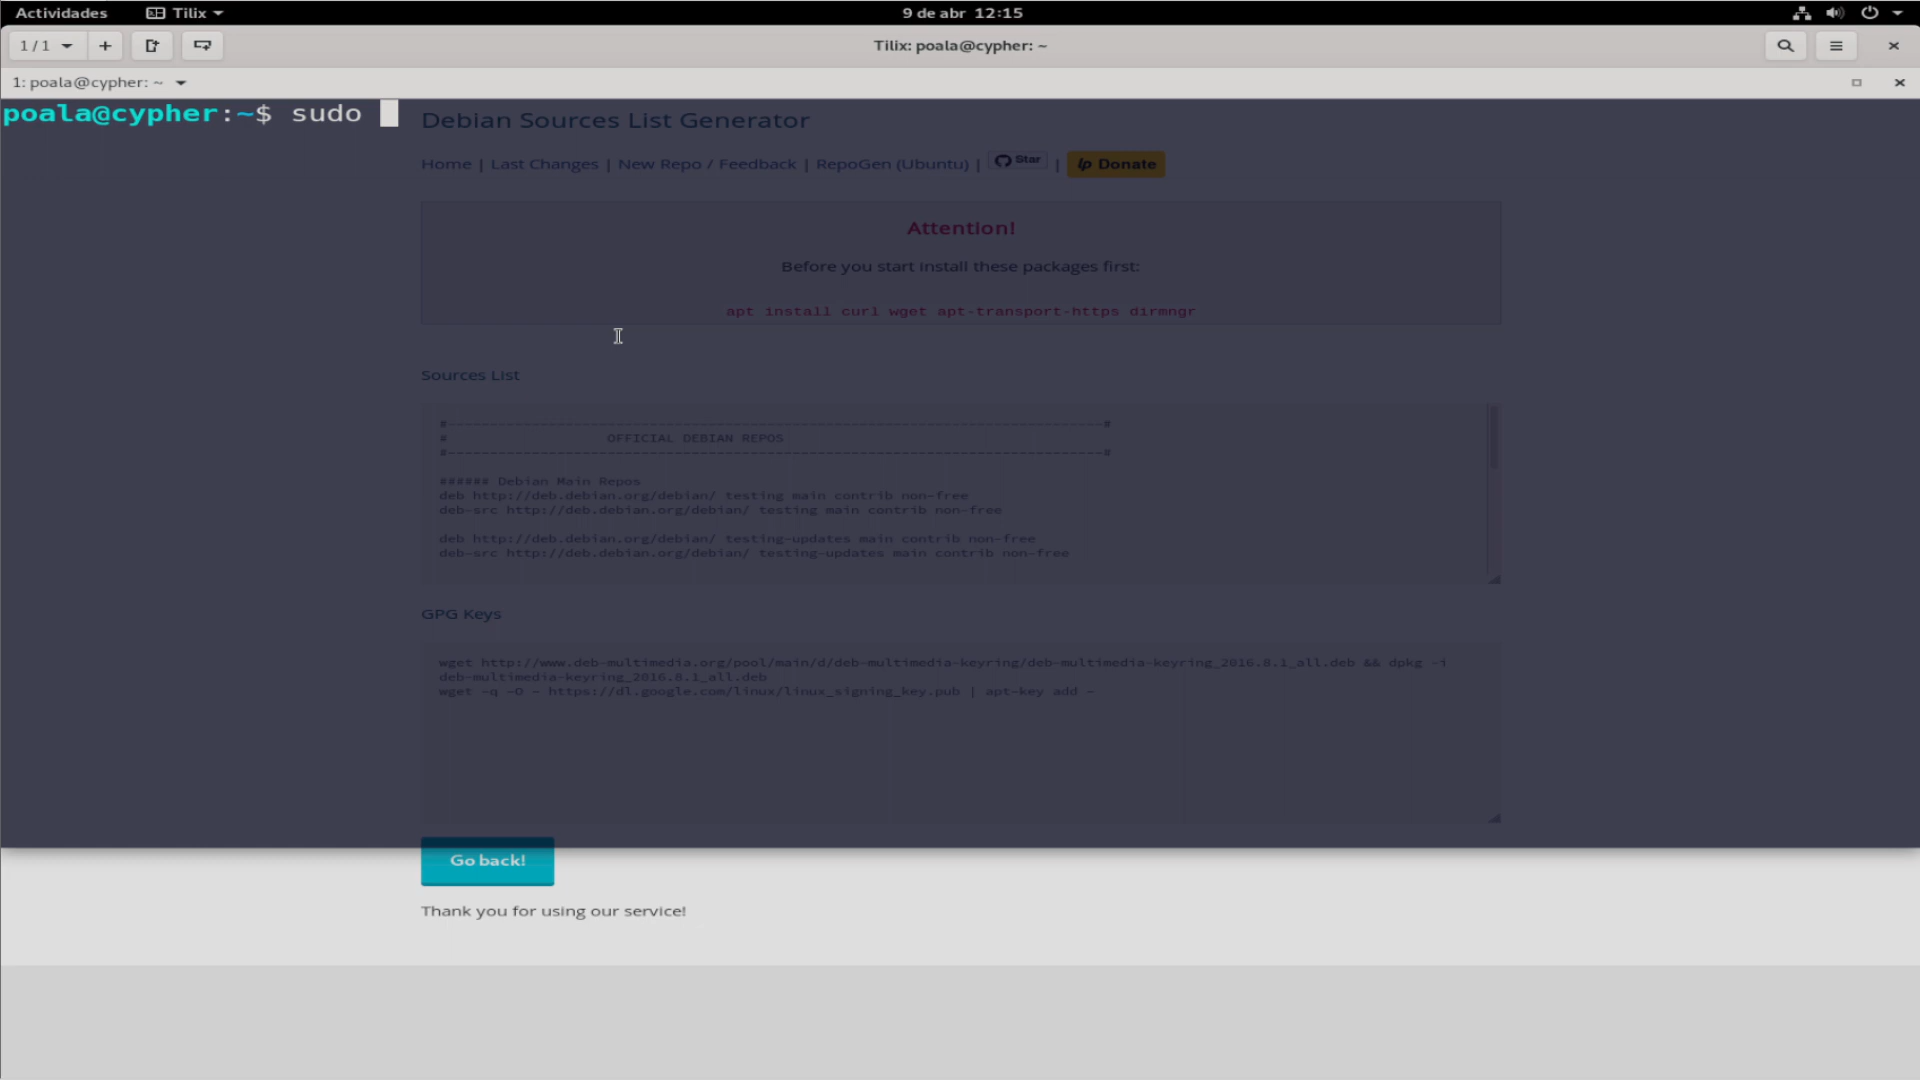 Actividades Tilix 9 de abr 12:15
1 / 1 Tilix: poala@cypher: ~
1: poala@cypher: ~
poala@cypher:~$ sudo
Debian Sources List Generator
Home | Last Changes | New Repo / Feedback | RepoGen (Ubuntu) | Star | Donate
Attention!
Before you start install these packages first:
apt install curl wget apt-transport-https dirmngr
Sources List
#------------------------------------------------------------------------------#
# OFFICIAL DEBIAN REPOS
#------------------------------------------------------------------------------#
###### Debian Main Repos
deb http://deb.debian.org/debian/ testing main contrib non-free
deb-src http://deb.debian.org/debian/ testing main contrib non-free
deb http://deb.debian.org/debian/ testing-updates main contrib non-free
deb-src http://deb.debian.org/debian/ testing-updates main contrib non-free
GPG Keys
wget http://www.deb-multimedia.org/pool/main/d/deb-multimedia-keyring/deb-multimedia-keyring_2016.8.1_all.deb && dpkg -i
deb-multimedia-keyring_2016.8.1_all.deb
wget -q -O - https://dl.google.com/linux/linux_signing_key.pub | apt-key add -
Go back!
Thank you for using our service!